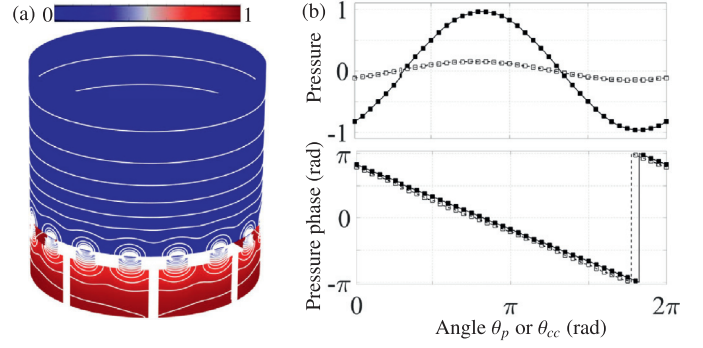 (a)
0
1
(b)
Pressure
1
0
-1
Pressure phase (rad)
π
0
-π
0
π
2π
Angle θp or θcc (rad)